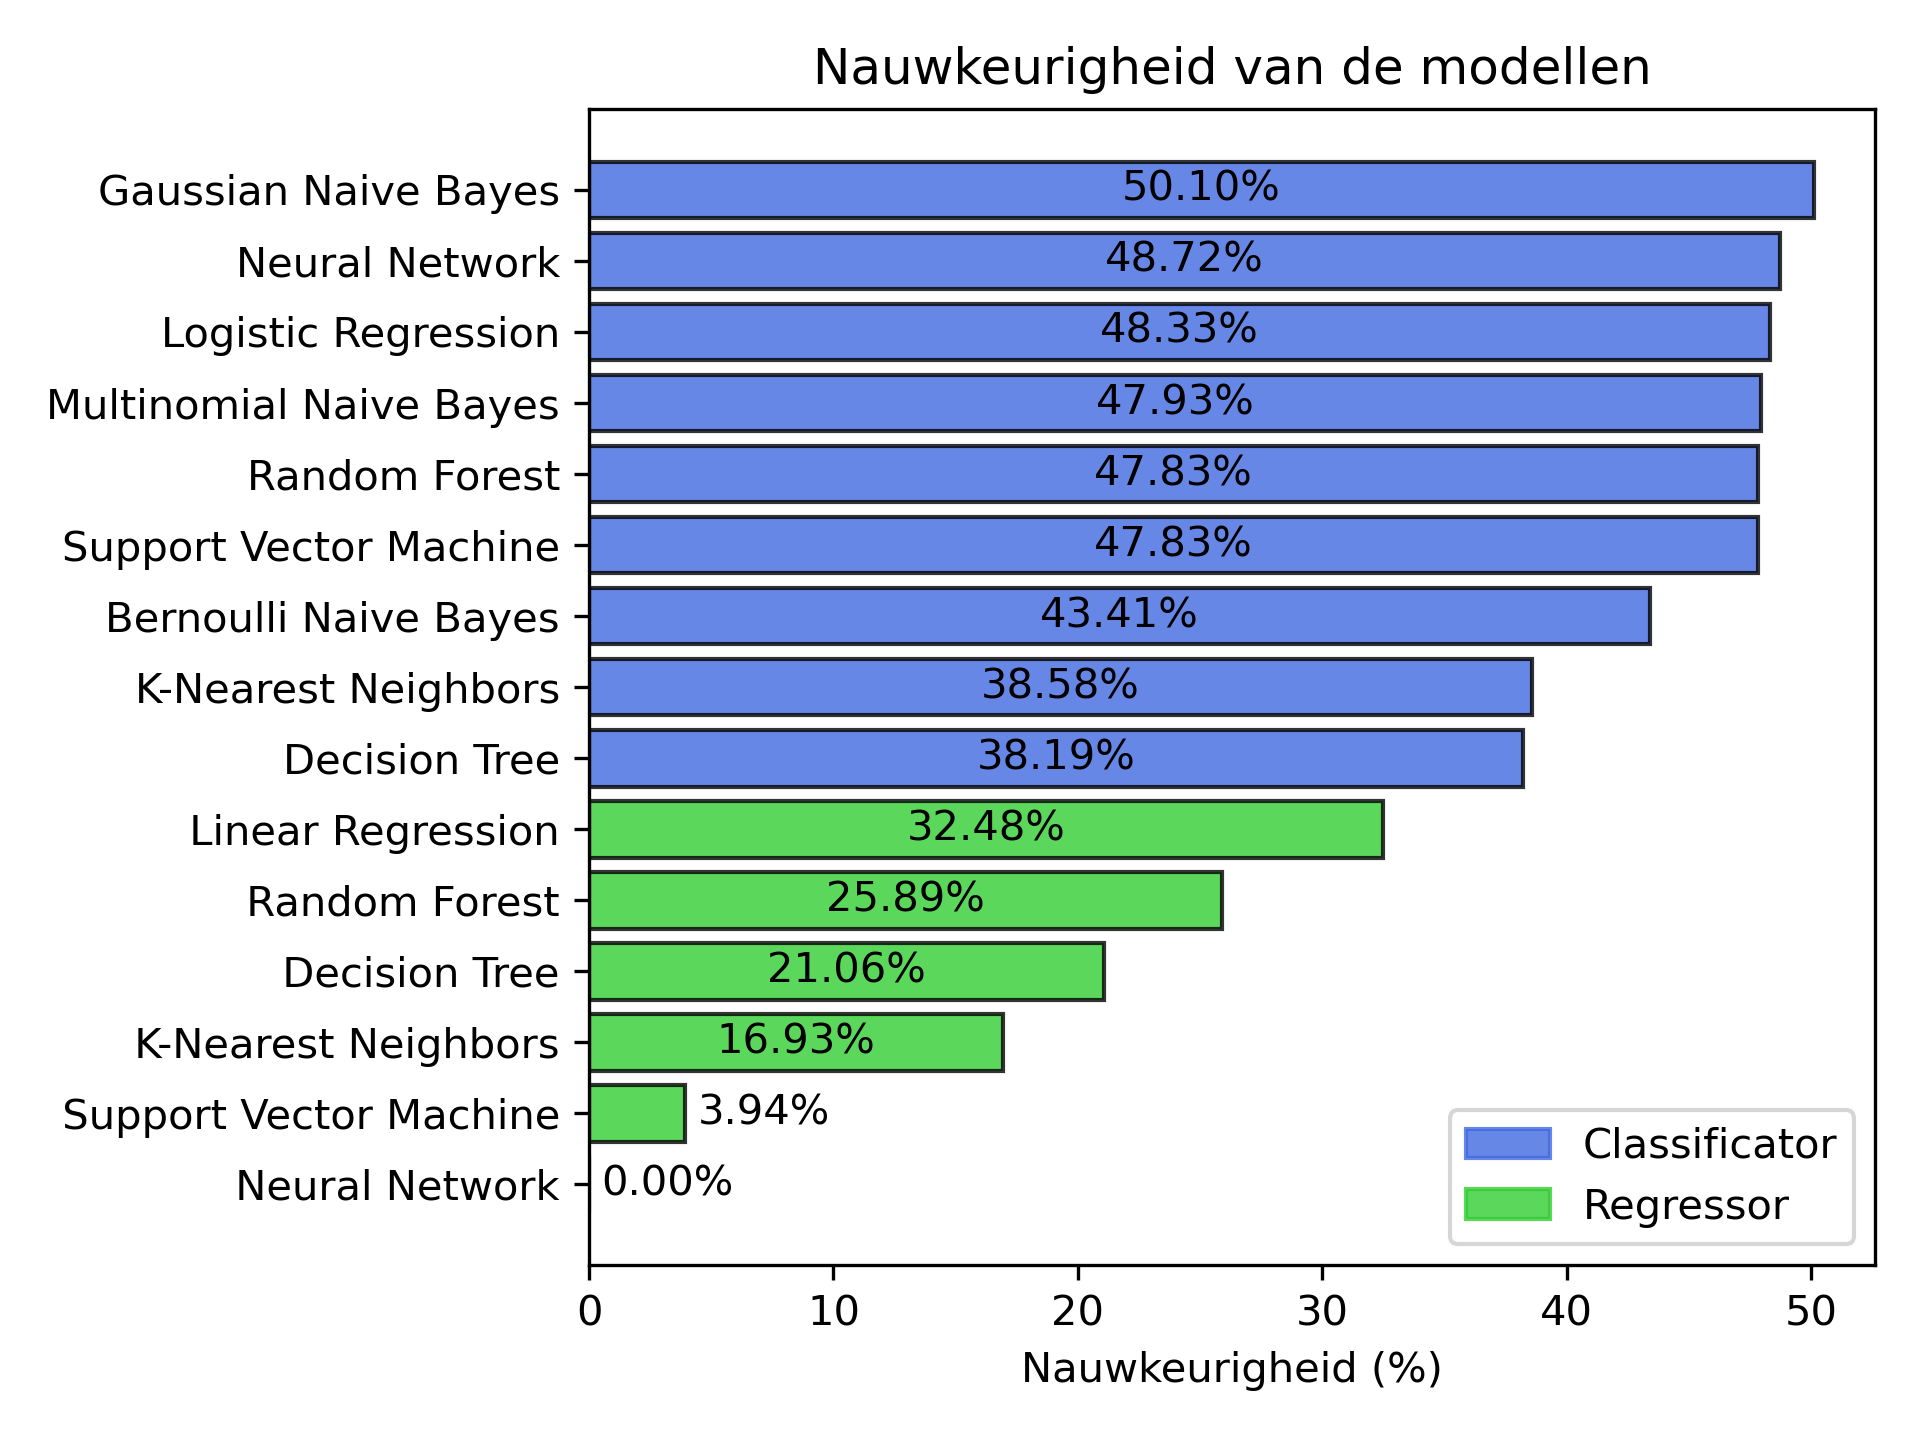 Nauwkeurigheid van de modellen
Gaussian Naive Bayes 50.10%
Neural Network 48.72%
Logistic Regression 48.33%
Multinomial Naive Bayes 47.93%
Random Forest 47.83%
Support Vector Machine 47.83%
Bernoulli Naive Bayes 43.41%
K-Nearest Neighbors 38.58%
Decision Tree 38.19%
Linear Regression 32.48%
Random Forest 25.89%
Decision Tree 21.06%
K-Nearest Neighbors 16.93%
Support Vector Machine 3.94%
Neural Network 0.00%
Classificator
Regressor
0 10 20 30 40 50
Nauwkeurigheid (%)